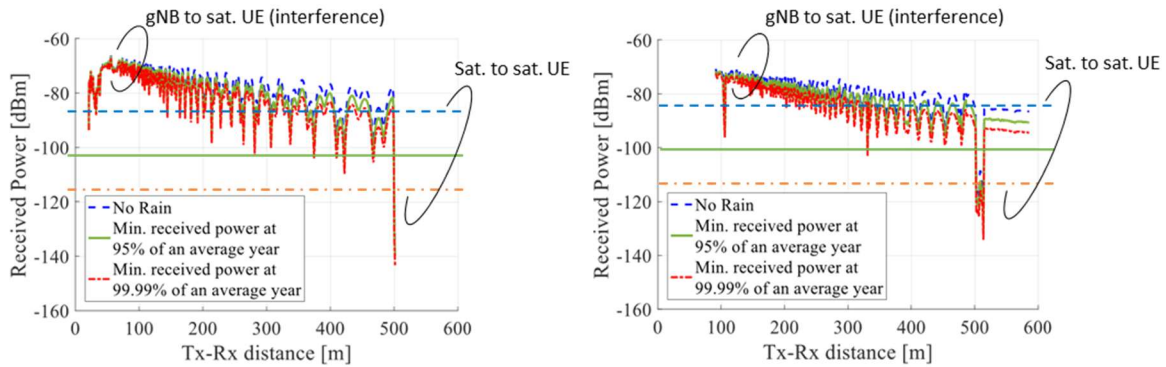 gNB to sat. UE (interference)
Sat. to sat. UE
-60
-80
-100
-120
-140
-160
Received Power [dBm]
No Rain
Min. received power at
95% of an average year
Min. received power at
99.99% of an average year
0
100
200
300
400
500
600
Tx-Rx distance [m]
gNB to sat. UE (interference)
Sat. to sat. UE
-60
-80
-100
-120
-140
-160
Received Power [dBm]
No Rain
Min. received power at
95% of an average year
Min. received power at
99.99% of an average year
0
100
200
300
400
500
600
Tx-Rx distance [m]